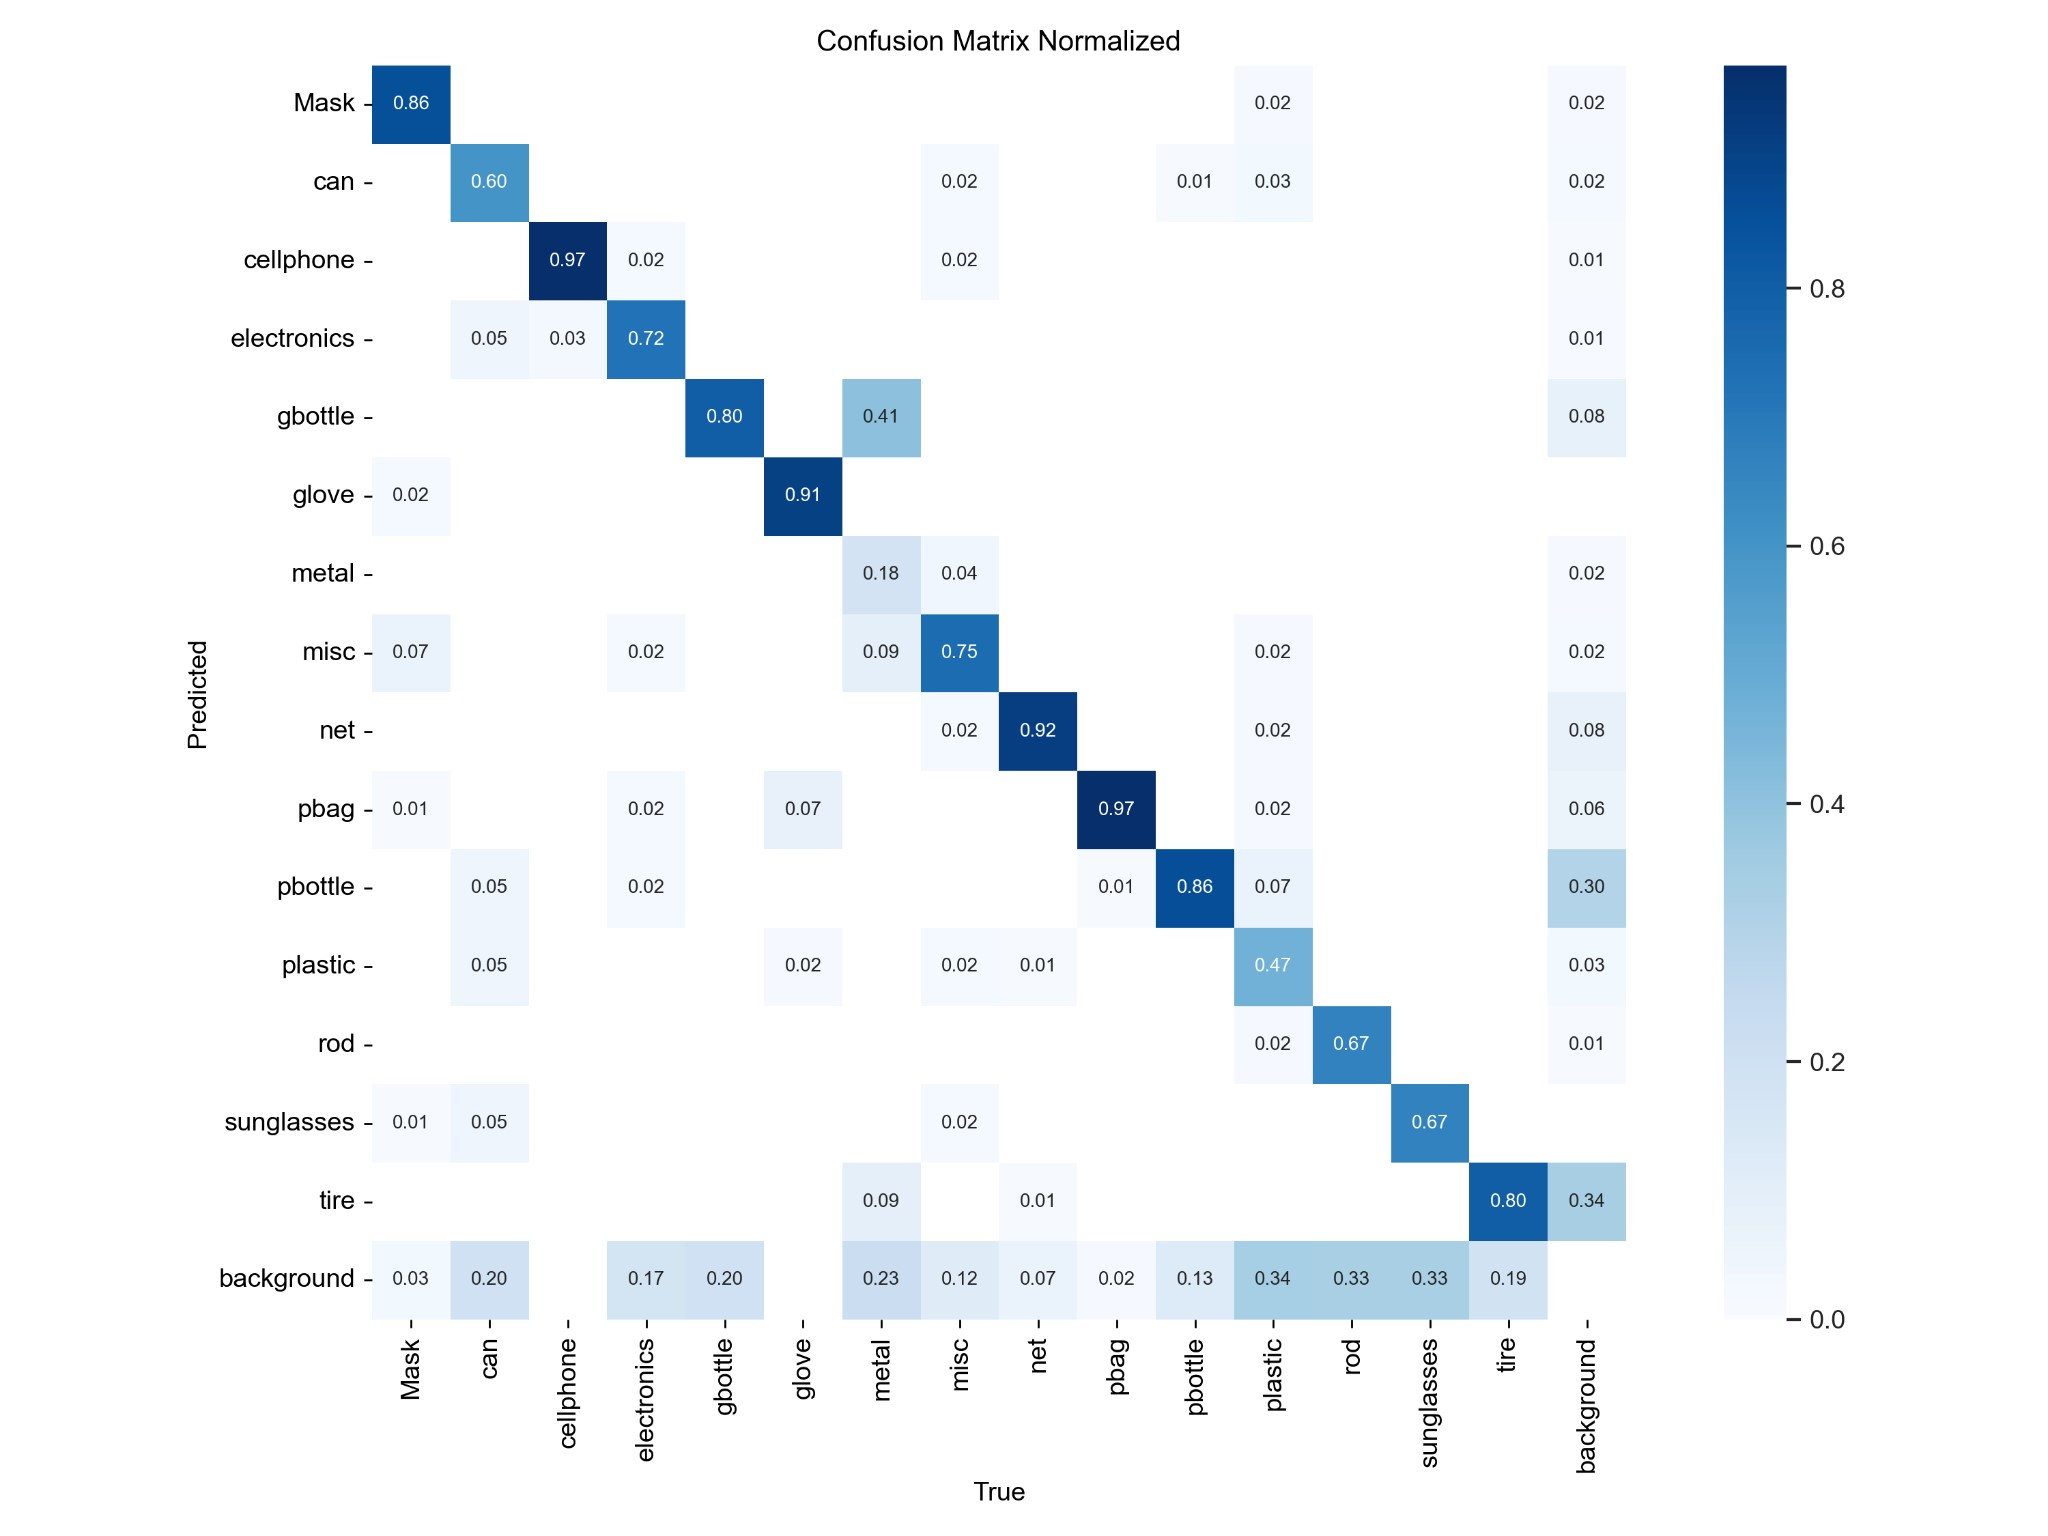 Confusion Matrix Normalized
Mask 0.86 0.02 0.02
can 0.60 0.02 0.01 0.03 0.02
cellphone 0.97 0.02 0.02 0.01
electronics 0.05 0.03 0.72 0.01
gbottle 0.80 0.41 0.08
glove 0.02 0.91
metal 0.18 0.04 0.02
misc 0.07 0.02 0.09 0.75 0.02 0.02
net 0.02 0.92 0.02 0.08
pbag 0.01 0.02 0.07 0.97 0.02 0.06
pbottle 0.05 0.02 0.01 0.86 0.07 0.30
plastic 0.05 0.02 0.02 0.01 0.47 0.03
rod 0.02 0.67 0.01
sunglasses 0.01 0.05 0.02 0.67
tire 0.09 0.01 0.80 0.34
background 0.03 0.20 0.17 0.20 0.23 0.12 0.07 0.02 0.13 0.34 0.33 0.33 0.19
Predicted
Mask can cellphone electronics gbottle glove metal misc net pbag pbottle plastic rod sunglasses tire background
True
0.8
0.6
0.4
0.2
0.0